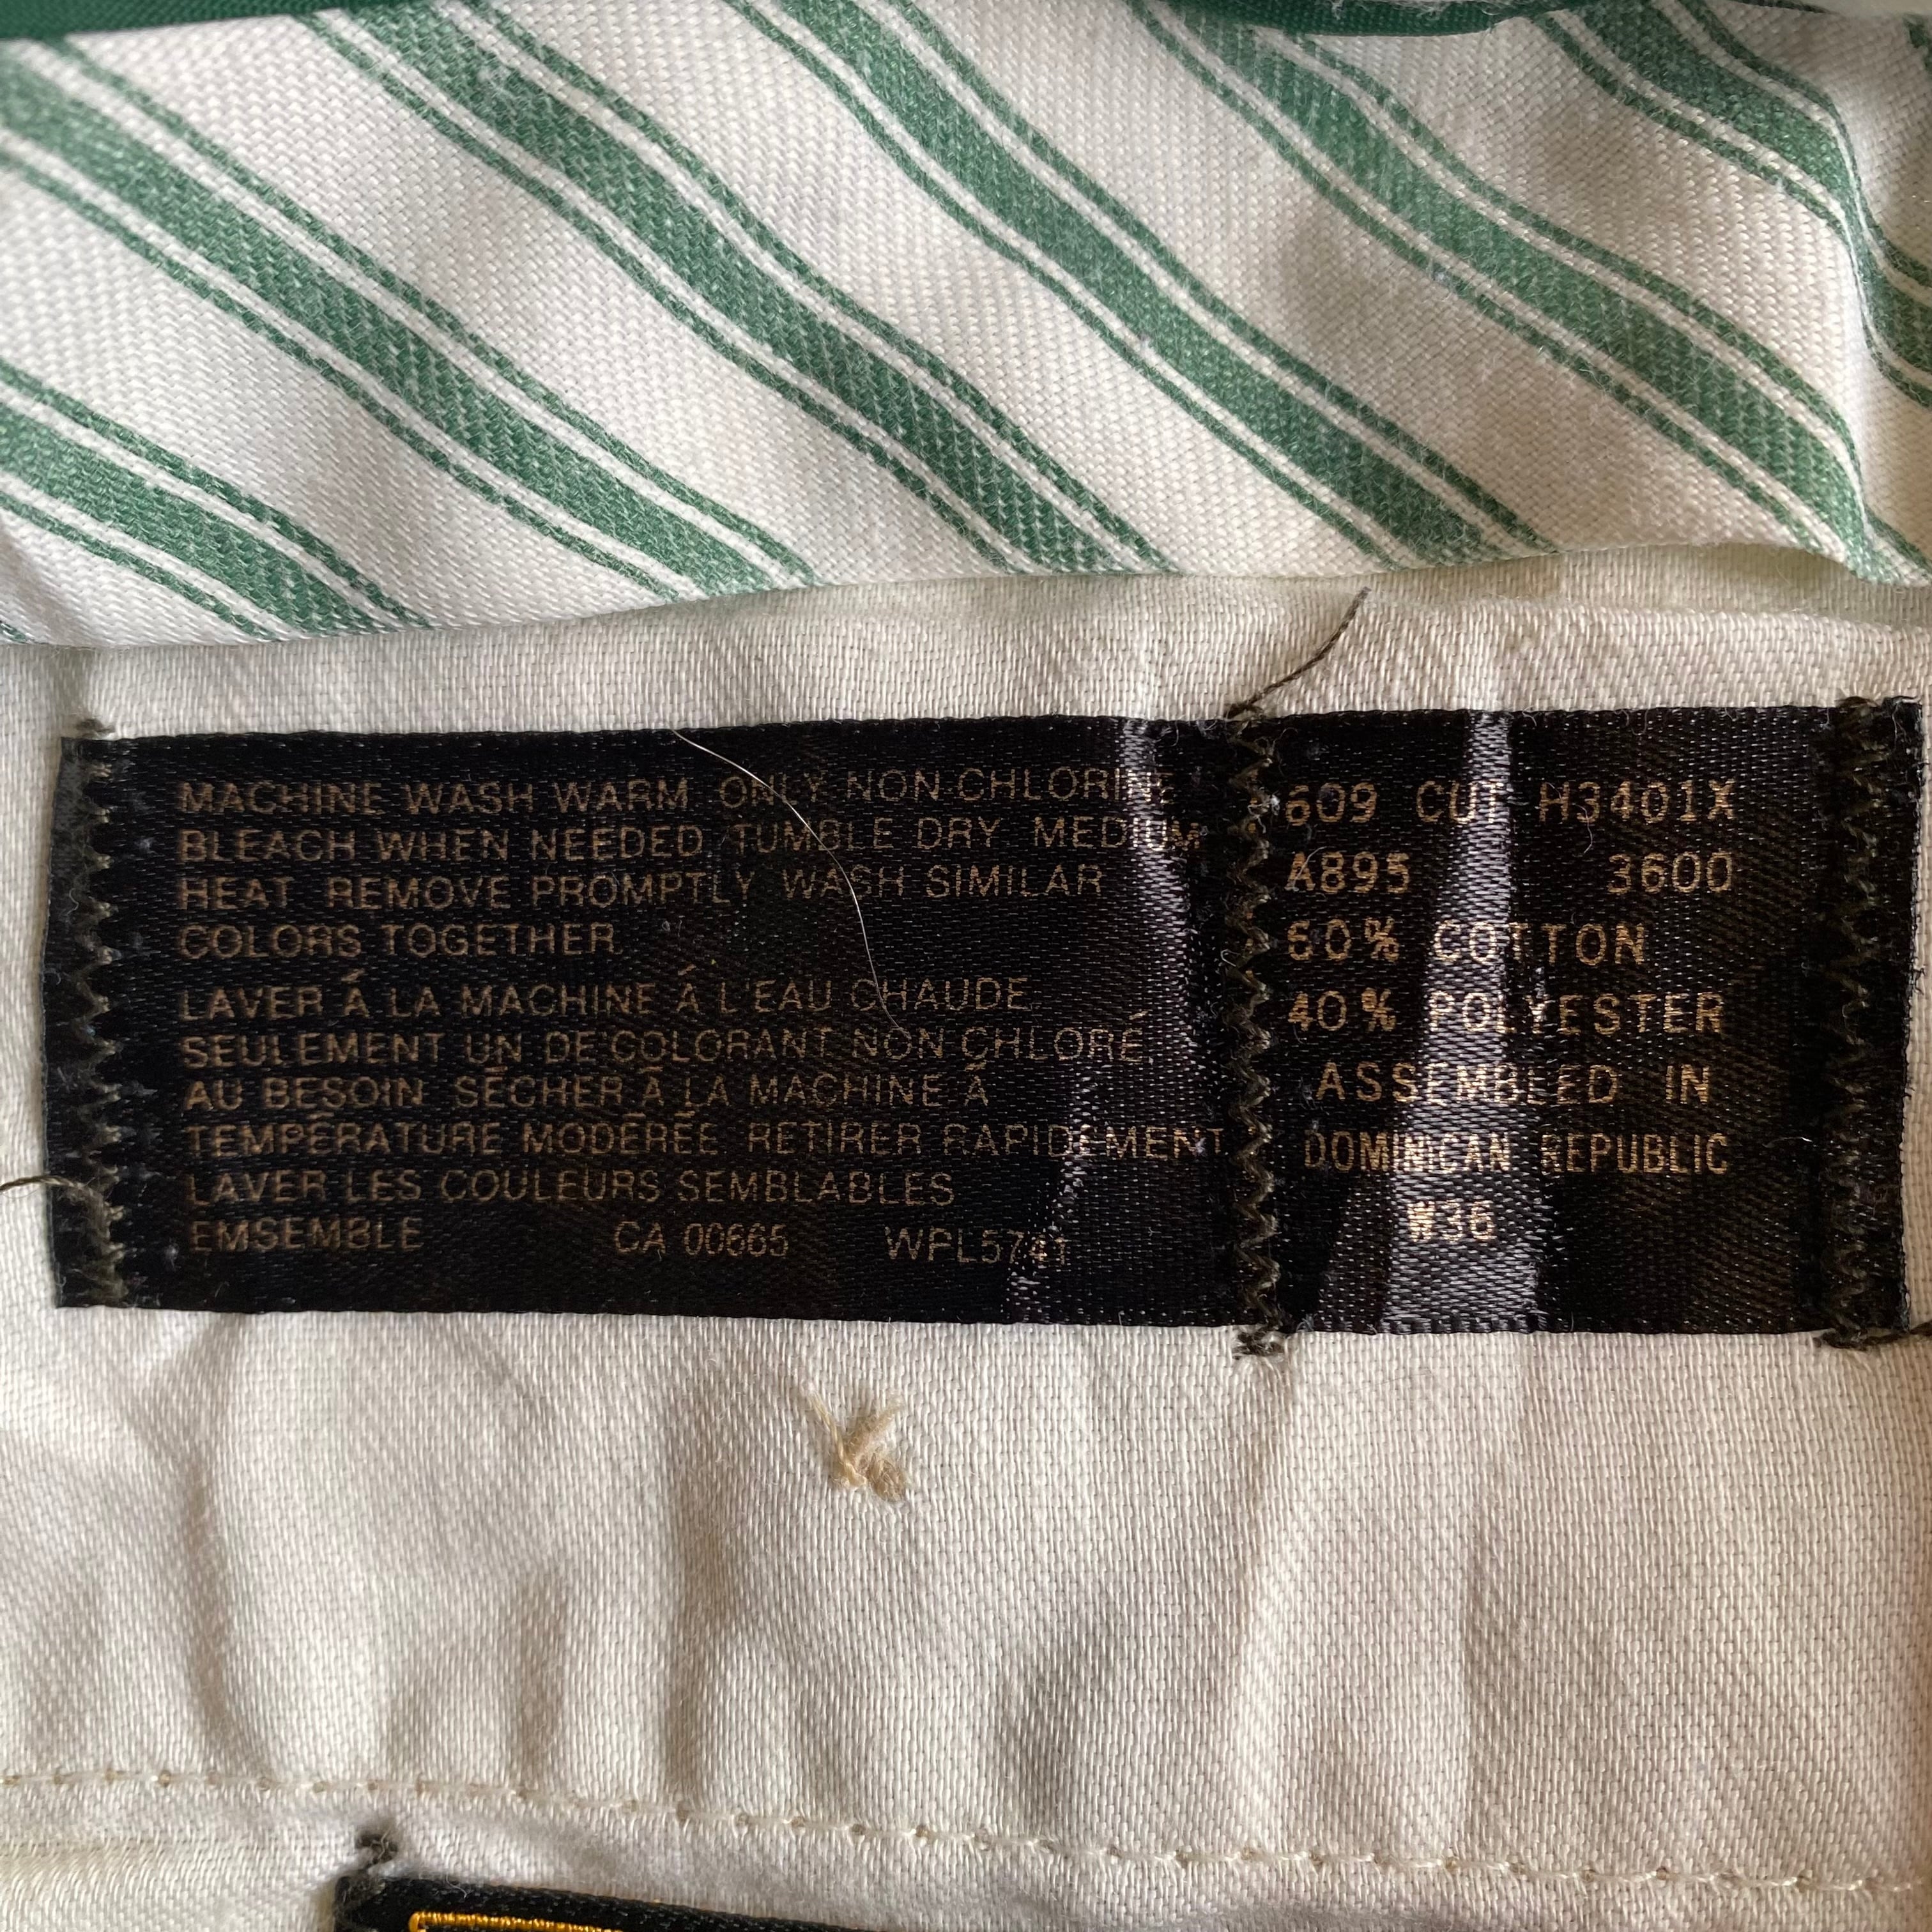 MACHINE WASH WARM ONLY NON CHLORINE
BLEACH WHEN NEEDED TUMBLE DRY MEDIUM
HEAT REMOVE PROMPTLY WASH SIMILAR
COLORS TOGETHER
LAVER Á LA MACHINE Á L'EAU CHAUDE
SEULEMENT UN DE COLORANT NON CHLORÉ,
AU BESOIN SÉCHER Á LA MACHINE Á
TEMPÉRATURE MODÉRÉE RETIRER RAPIDEMENT
LAVER LES COULEURS SEMBLABLES
EMSEMBLE CA 00665 WPL5741
609 CUT H3401X
A895 3600
60% COTTON
40% POLYESTER
ASSEMBLED IN
DOMINICAN REPUBLIC
W36